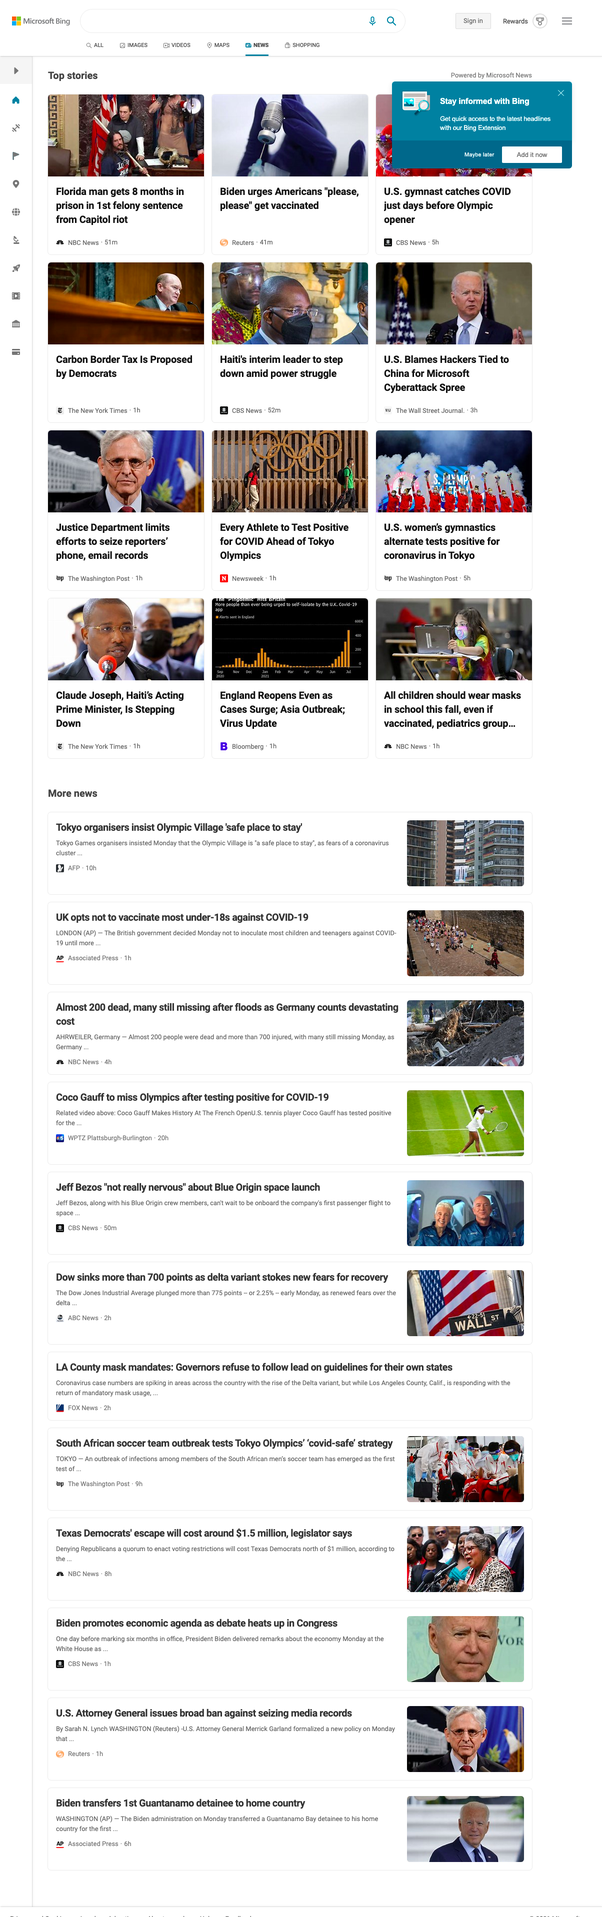 Microsoft Bing
Sign in
Rewards
ALL
IMAGES
VIDEOS
MAPS
NEWS
SHOPPING
Top stories
Powered by Microsoft News
Stay informed with Bing
Get quick access to the latest headlines
with our Bing Extension
Maybe later
Add it now
Florida man gets 8 months in
prison in 1st felony sentence
from Capitol riot
NBC News · 51m
Biden urges Americans "please,
please" get vaccinated
Reuters · 41m
U.S. gymnast catches COVID
just days before Olympic
opener
CBS News · 5h
Carbon Border Tax Is Proposed
by Democrats
The New York Times · 1h
Haiti's interim leader to step
down amid power struggle
CBS News · 52m
U.S. Blames Hackers Tied to
China for Microsoft
Cyberattack Spree
The Wall Street Journal. · 3h
Justice Department limits
efforts to seize reporters'
phone, email records
The Washington Post · 1h
Every Athlete to Test Positive
for COVID Ahead of Tokyo
Olympics
Newsweek · 1h
U.S. women's gymnastics
alternate tests positive for
coronavirus in Tokyo
The Washington Post · 5h
Claude Joseph, Haiti's Acting
Prime Minister, Is Stepping
Down
The New York Times · 1h
More people than ever being urged to self-isolate by the U.K. Covid-19
app
Alerts sent in England
England Reopens Even as
Cases Surge; Asia Outbreak;
Virus Update
Bloomberg · 1h
All children should wear masks
in school this fall, even if
vaccinated, pediatrics group…
NBC News · 1h
More news
Tokyo organisers insist Olympic Village 'safe place to stay'
Tokyo Games organisers insisted Monday that the Olympic Village is "a safe place to stay", as fears of a coronavirus
cluster ...
AFP · 10h
UK opts not to vaccinate most under-18s against COVID-19
LONDON (AP) — The British government decided Monday not to inoculate most children and teenagers against COVID-
19 until more ...
AP
Associated Press · 1h
Almost 200 dead, many still missing after floods as Germany counts devastating
cost
AHRWEILER, Germany — Almost 200 people were dead and more than 700 injured, with many still missing Monday, as
Germany ...
NBC News · 4h
Coco Gauff to miss Olympics after testing positive for COVID-19
Related video above: Coco Gauff Makes History At The French OpenU.S. tennis player Coco Gauff has tested positive
for the ...
WPTZ Plattsburgh-Burlington · 20h
Jeff Bezos "not really nervous" about Blue Origin space launch
Jeff Bezos, along with his Blue Origin crew members, can't wait to be onboard the company's first passenger flight to
space ...
CBS News · 50m
Dow sinks more than 700 points as delta variant stokes new fears for recovery
The Dow Jones Industrial Average plunged more than 775 points -- or 2.25% -- early Monday, as renewed fears over the
delta ...
ABC News · 2h
WALL ST
LA County mask mandates: Governors refuse to follow lead on guidelines for their own states
Coronavirus case numbers are spiking in areas across the country with the rise of the Delta variant, but while Los Angeles County, Calif., is responding with the
return of mandatory mask usage, ...
FOX News · 2h
South African soccer team outbreak tests Tokyo Olympics' 'covid-safe' strategy
TOKYO — An outbreak of infections among members of the South African men's soccer team has emerged as the first
test of ...
The Washington Post · 9h
Texas Democrats' escape will cost around $1.5 million, legislator says
Denying Republicans a quorum to enact voting restrictions will cost Texas Democrats north of $1 million, according to
the ...
NBC News · 8h
Biden promotes economic agenda as debate heats up in Congress
One day before marking six months in office, President Biden delivered remarks about the economy Monday at the
White House as ...
CBS News · 1h
U.S. Attorney General issues broad ban against seizing media records
By Sarah N. Lynch WASHINGTON (Reuters) -U.S. Attorney General Merrick Garland formalized a new policy on Monday
that ...
Reuters · 1h
Biden transfers 1st Guantanamo detainee to home country
WASHINGTON (AP) — The Biden administration on Monday transferred a Guantanamo Bay detainee to his home
country for the first ...
AP
Associated Press · 6h